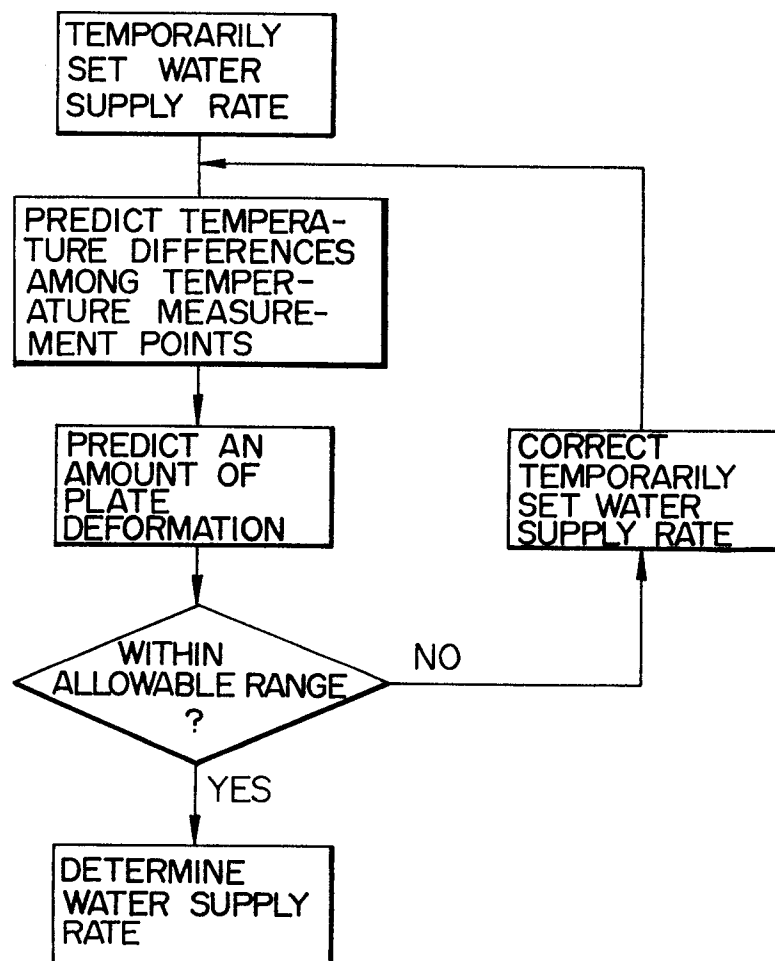 TEMPORARILY
SET WATER
SUPPLY RATE
PREDICT TEMPERA-
TURE DIFFERENCES
AMONG TEMPER-
ATURE MEASURE-
MENT POINTS
PREDICT AN
AMOUNT OF
PLATE
DEFORMATION
CORRECT
TEMPORARILY
SET WATER
SUPPLY RATE
WITHIN
ALLOWABLE RANGE
?
NO
YES
DETERMINE
WATER SUPPLY
RATE